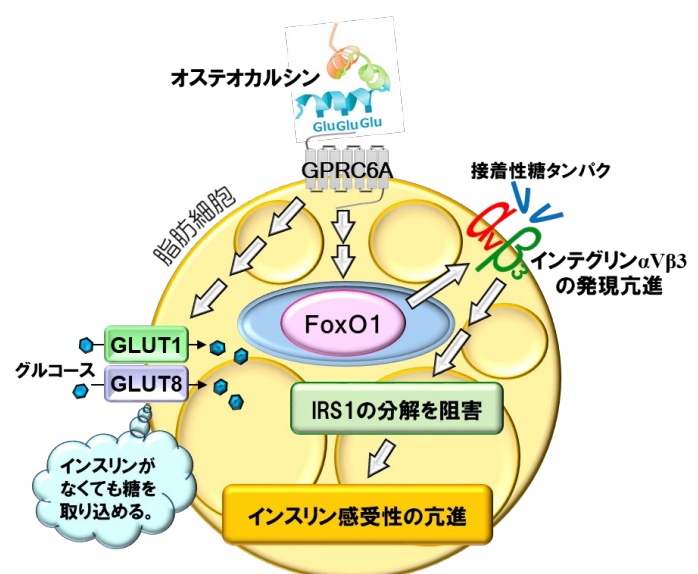 オステオカルシン
GluGluGlu
GPRC6A
接着性糖タンパク
脂肪細胞
αvβ3
インテグリンαVβ3
の発現亢進
FoxO1
GLUT1
グルコース
GLUT8
IRS1の分解を阻害
インスリンが
なくても糖を
取り込める。
インスリン感受性の亢進